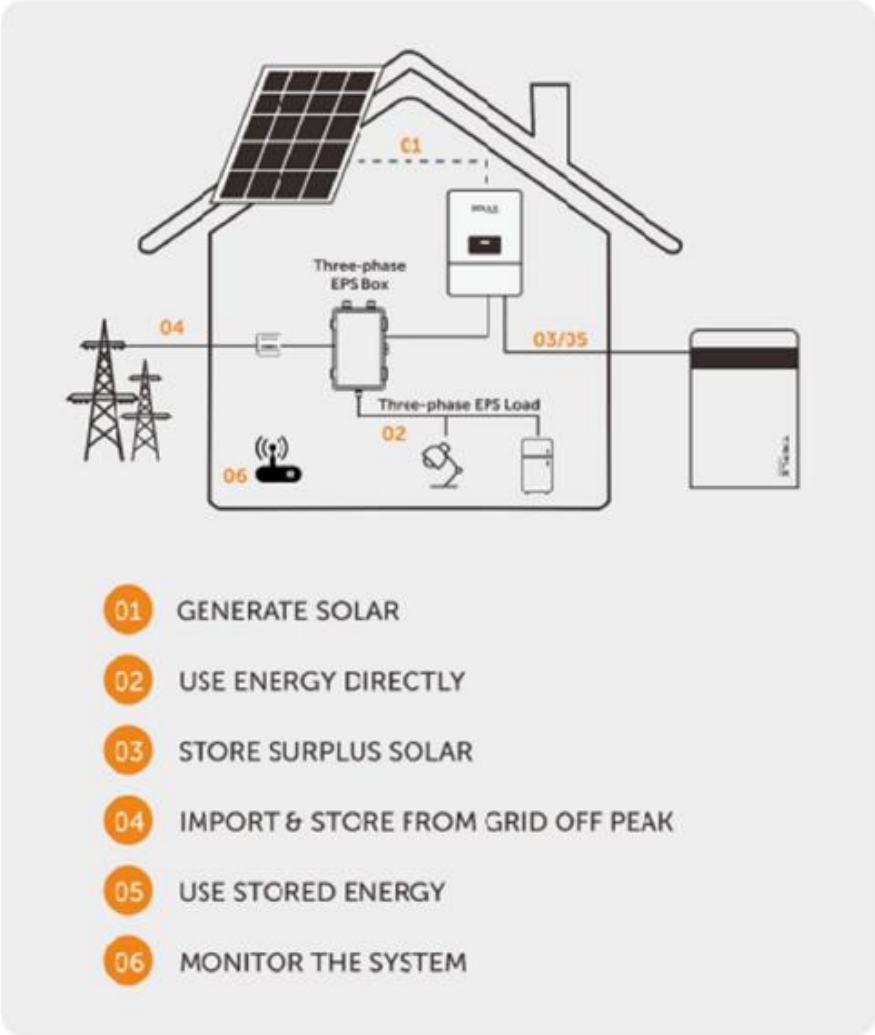 01
Three-phase
EPS Box
04
03/05
Three-phase EPS Load
02
06
01 GENERATE SOLAR
02 USE ENERGY DIRECTLY
03 STORE SURPLUS SOLAR
04 IMPORT & STORE FROM GRID OFF PEAK
05 USE STORED ENERGY
06 MONITOR THE SYSTEM